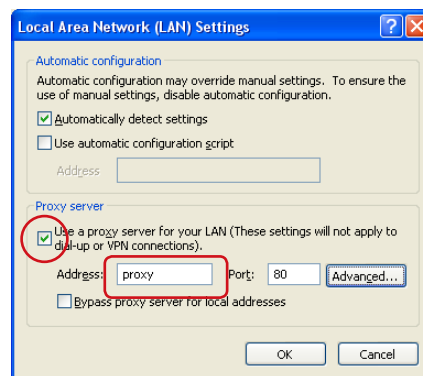 Local Area Network (LAN) Settings
Automatic configuration
Automatic configuration may override manual settings. To ensure the
use of manual settings, disable automatic configuration.
Automatically detect settings
Use automatic configuration script
Address
Proxy server
Use a proxy server for your LAN (These settings will not apply to
dial-up or VPN connections).
Address: proxy Port: 80 Advanced...
Bypass proxy server for local addresses
OK Cancel